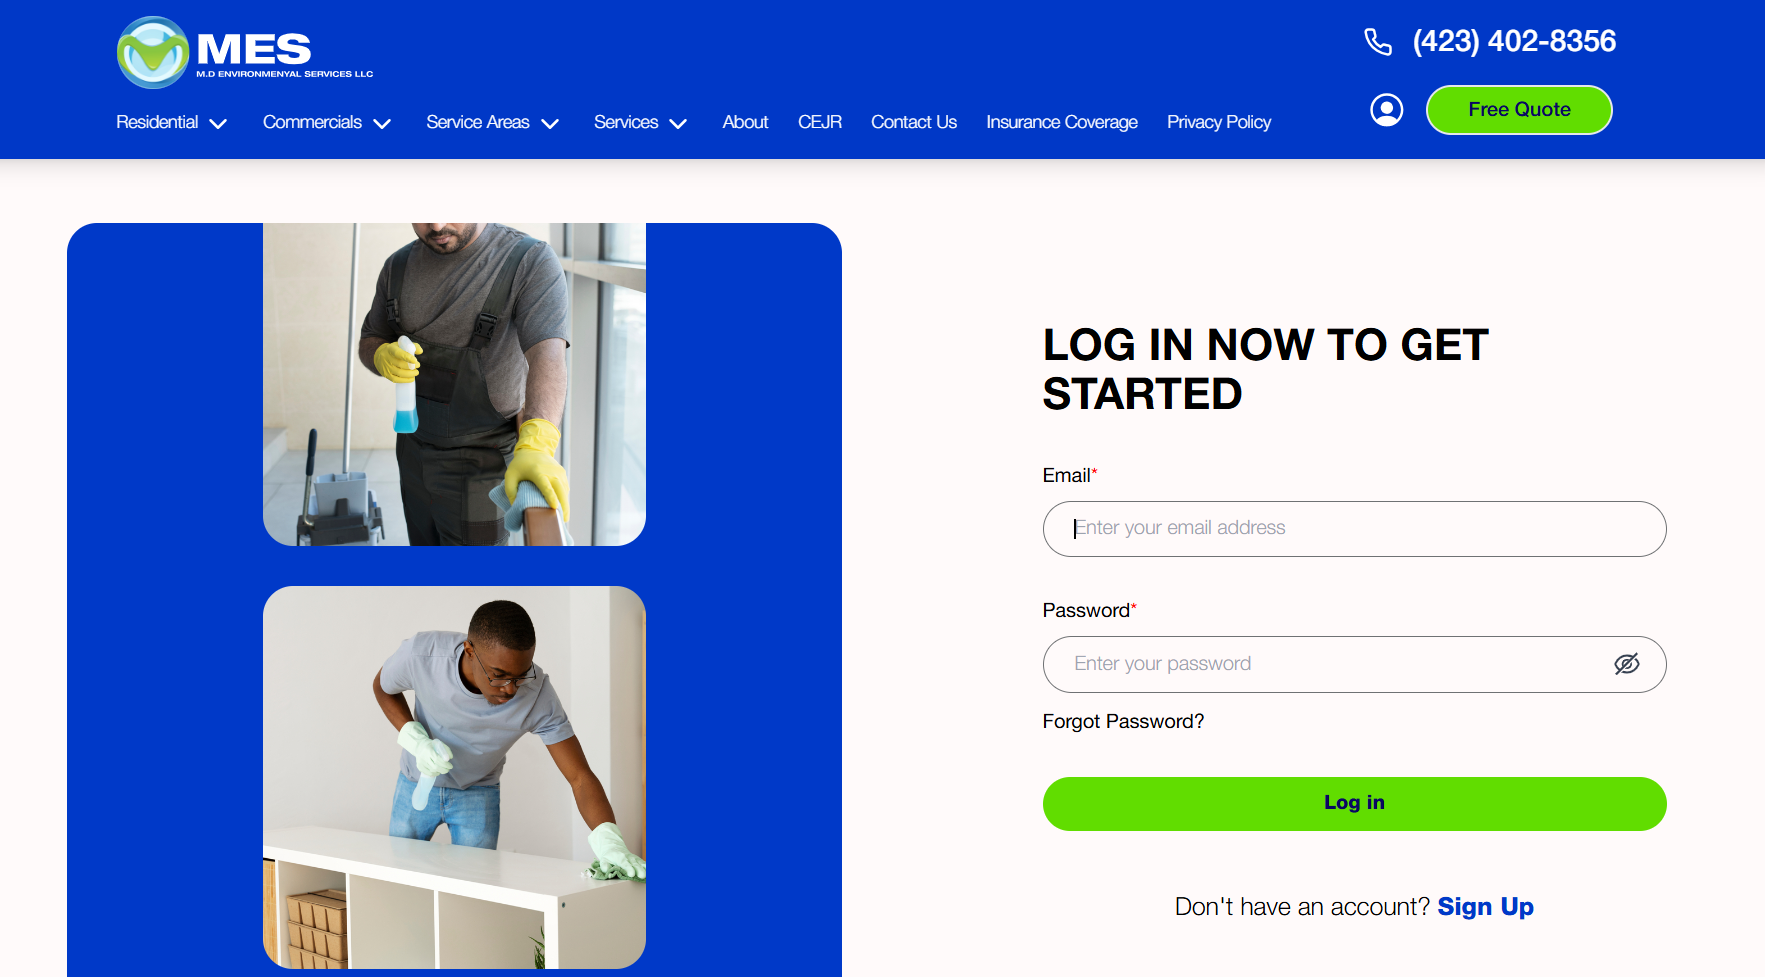 MES
M.D ENVIRONMENYAL SERVICES LLC
(423) 402-8356
Free Quote
Residential Commercials Service Areas Services About CEJR Contact Us Insurance Coverage Privacy Policy
LOG IN NOW TO GET
STARTED
Email*
Enter your email address
Password*
Enter your password
Forgot Password?
Log in
Don't have an account? Sign Up